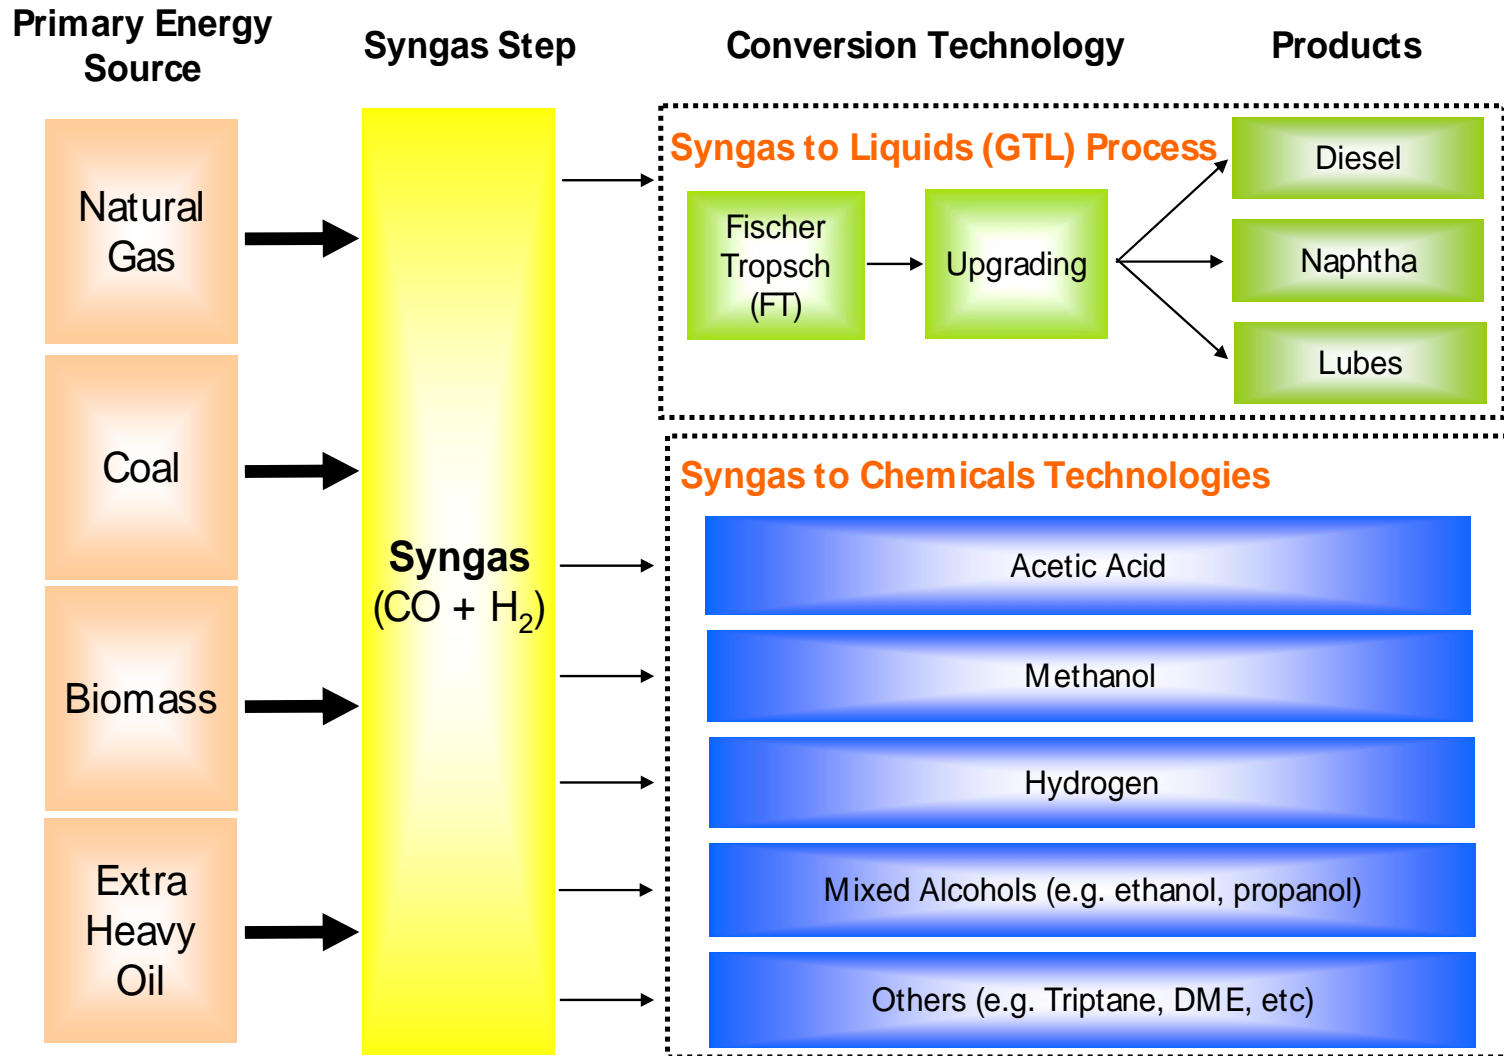 Primary Energy
Source
Syngas Step
Conversion Technology
Products
Natural
Gas
Coal
Biomass
Extra
Heavy
Oil
Syngas
(CO + H₂)
Syngas to Liquids (GTL) Process
Fischer
Tropsch
(FT)
Upgrading
Diesel
Naphtha
Lubes
Syngas to Chemicals Technologies
Acetic Acid
Methanol
Hydrogen
Mixed Alcohols (e.g. ethanol, propanol)
Others (e.g. Triptane, DME, etc)